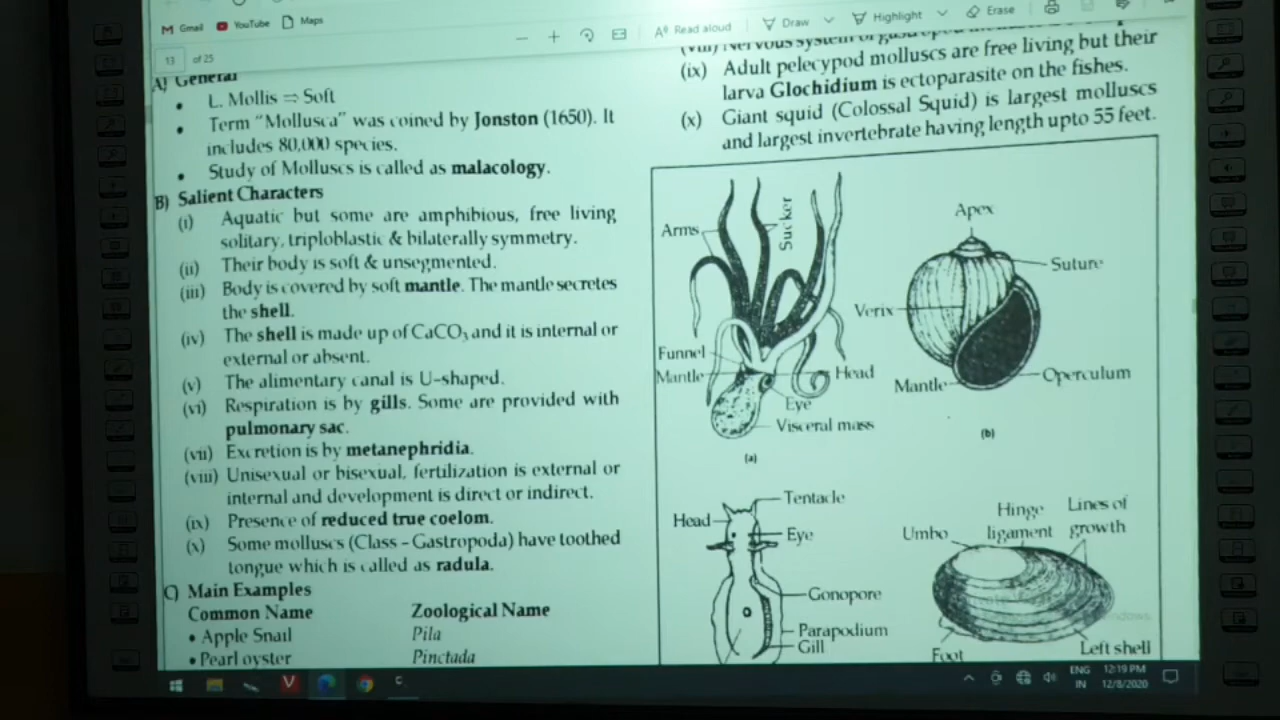 Gmail YouTube Maps
Read aloud Draw Highlight Erase
13 of 25
A) General
• L. Mollis ⇒ Soft
• Term "Mollusca" was coined by Jonston (1650). It
includes 80,000 species.
• Study of Molluscs is called as malacology.
B) Salient Characters
(i) Aquatic but some are amphibious, free living
solitary, triploblastic & bilaterally symmetry.
(ii) Their body is soft & unsegmented.
(iii) Body is covered by soft mantle. The mantle secretes
the shell.
(iv) The shell is made up of CaCO₃ and it is internal or
external or absent.
(v) The alimentary canal is U-shaped.
(vi) Respiration is by gills. Some are provided with
pulmonary sac.
(vii) Excretion is by metanephridia.
(viii) Unisexual or bisexual, fertilization is external or
internal and development is direct or indirect.
(ix) Presence of reduced true coelom.
(x) Some molluscs (Class – Gastropoda) have toothed
tongue which is called as radula.
C) Main Examples
Common Name Zoological Name
• Apple Snail Pila
• Pearl oyster Pinctada
(viii) Nervous system of
(ix) Adult pelecypod molluscs are free living but their
larva Glochidium is ectoparasite on the fishes.
(x) Giant squid (Colossal Squid) is largest molluscs
and largest invertebrate having length upto 55 feet.
Arms
Sucker
Funnel
Mantle
Head
Eye
Visceral mass
(a)
Apex
Suture
Verix
Mantle
Operculum
(b)
Tentacle
Head
Eye
Gonopore
Parapodium
Gill
Umbo
Hinge
ligament
Lines of
growth
Foot
Left shell
ENG
IN
12:19 PM
12/8/2020